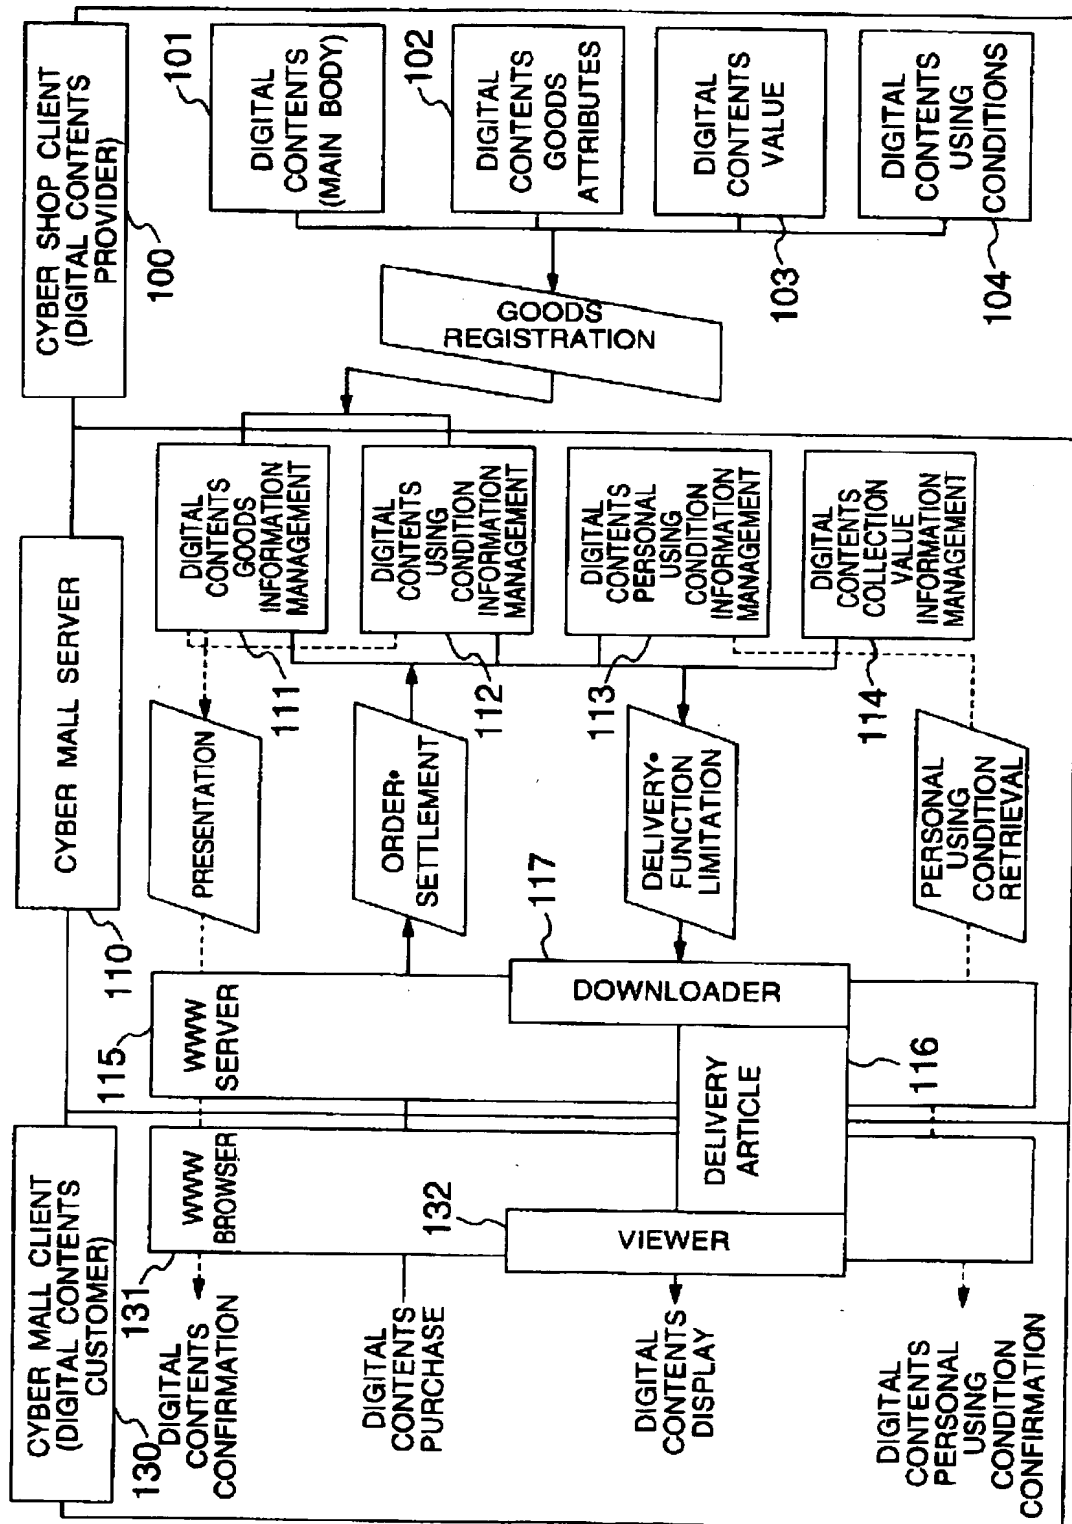 CYBER MALL CLIENT
(DIGITAL CONTENTS
CUSTOMER)
130
CYBER MALL SERVER
110
CYBER SHOP CLIENT
(DIGITAL CONTENTS
PROVIDER)
100
131
WWW
BROWSER
115
WWW
SERVER
PRESENTATION
111
DIGITAL
CONTENTS
GOODS
INFORMATION
MANAGEMENT
101
DIGITAL
CONTENTS
(MAIN BODY)
DIGITAL
CONTENTS
CONFIRMATION
DIGITAL
CONTENTS
PURCHASE
ORDER•
SETTLEMENT
112
DIGITAL
CONTENTS
USING
CONDITION
INFORMATION
MANAGEMENT
GOODS
REGISTRATION
102
DIGITAL
CONTENTS
GOODS
ATTRIBUTES
DIGITAL
CONTENTS
DISPLAY
132
VIEWER
DELIVERY
ARTICLE
116
117
DOWNLOADER
DELIVERY•
FUNCTION
LIMITATION
113
DIGITAL
CONTENTS
PERSONAL
USING
CONDITION
INFORMATION
MANAGEMENT
103
DIGITAL
CONTENTS
VALUE
DIGITAL
CONTENTS
PERSONAL
USING
CONDITION
CONFIRMATION
PERSONAL
USING
CONDITION
RETRIEVAL
114
DIGITAL
CONTENTS
COLLECTION
VALUE
INFORMATION
MANAGEMENT
104
DIGITAL
CONTENTS
USING
CONDITIONS